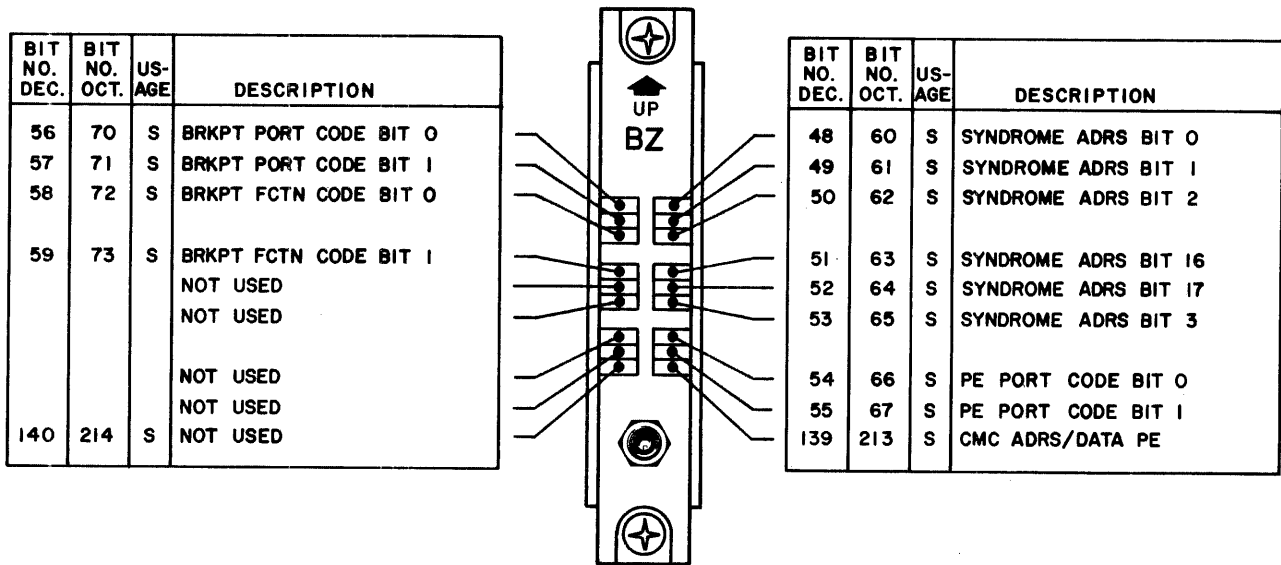 BIT NO. DEC. BIT NO. OCT. US-AGE DESCRIPTION
56 70 S BRKPT PORT CODE BIT 0
57 71 S BRKPT PORT CODE BIT 1
58 72 S BRKPT FCTN CODE BIT 0
59 73 S BRKPT FCTN CODE BIT 1
NOT USED
NOT USED
NOT USED
NOT USED
140 214 S NOT USED
UP
BZ
BIT NO. DEC. BIT NO. OCT. US-AGE DESCRIPTION
48 60 S SYNDROME ADRS BIT 0
49 61 S SYNDROME ADRS BIT 1
50 62 S SYNDROME ADRS BIT 2
51 63 S SYNDROME ADRS BIT 16
52 64 S SYNDROME ADRS BIT 17
53 65 S SYNDROME ADRS BIT 3
54 66 S PE PORT CODE BIT 0
55 67 S PE PORT CODE BIT 1
139 213 S CMC ADRS/DATA PE